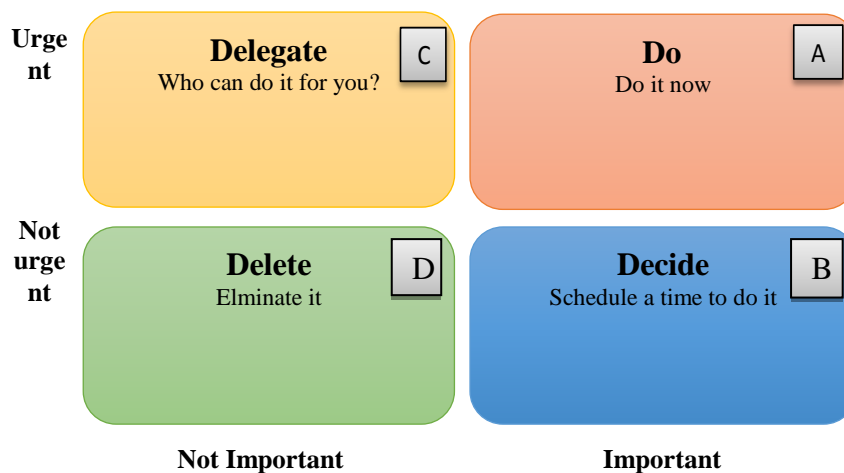 Urge
nt
Delegate
Who can do it for you?
C
Do
Do it now
A
Not
urge
nt
Delete
Elminate it
D
Decide
Schedule a time to do it
B
Not Important
Important